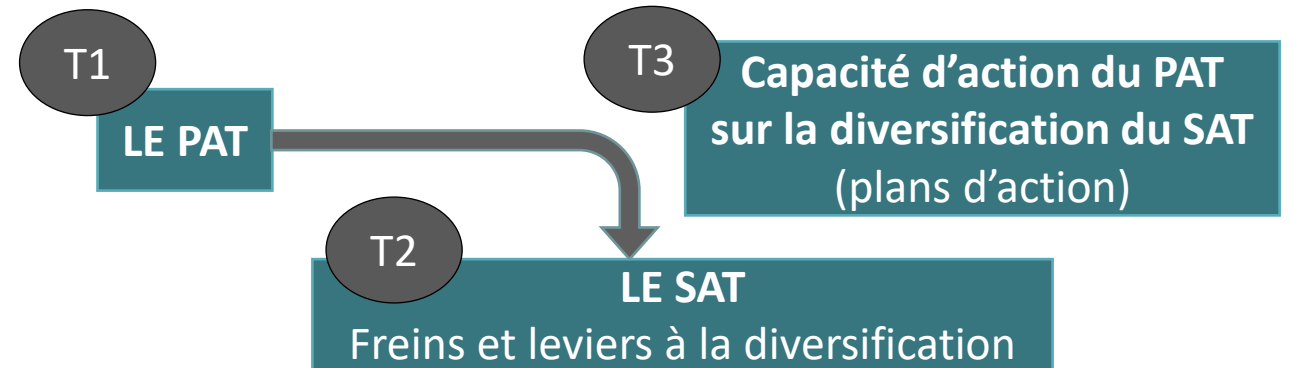 T1
LE PAT
T3
Capacité d’action du PAT
sur la diversification du SAT
(plans d’action)
T2
LE SAT
Freins et leviers à la diversification